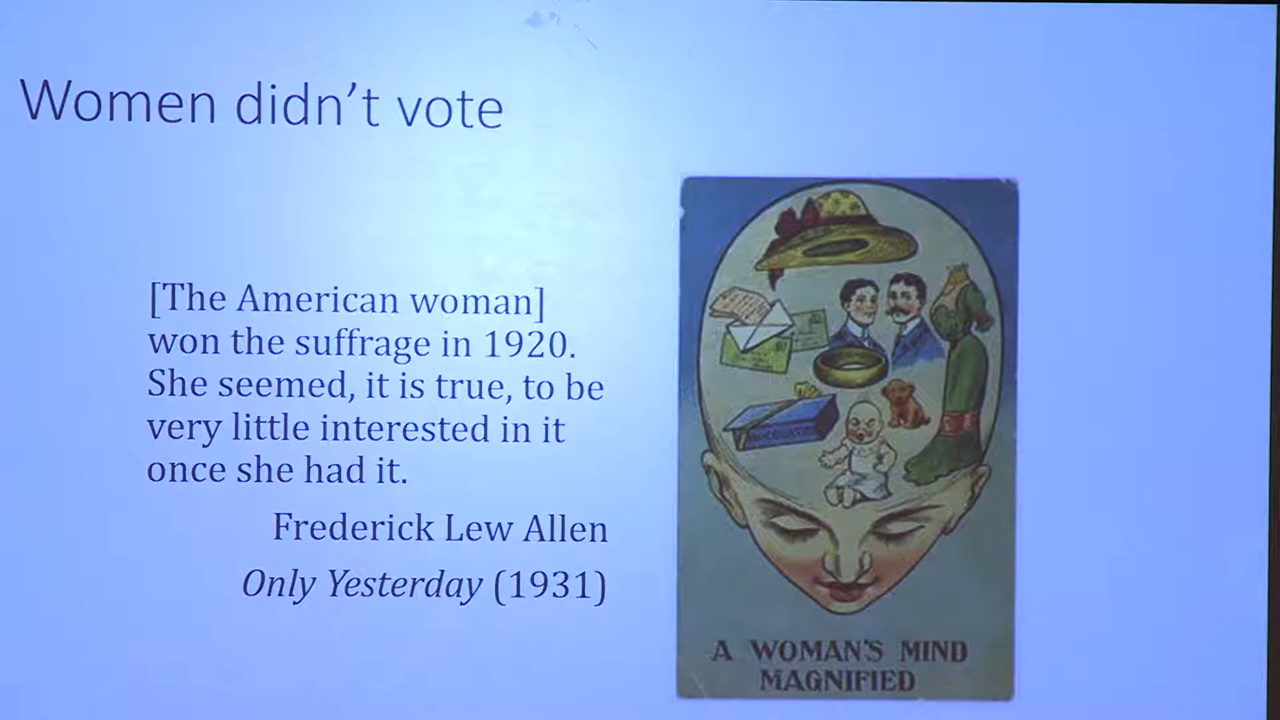 Women didn't vote
[The American woman]
won the suffrage in 1920.
She seemed, it is true, to be
very little interested in it
once she had it.
Frederick Lew Allen
Only Yesterday (1931)
A WOMAN'S MIND
MAGNIFIED